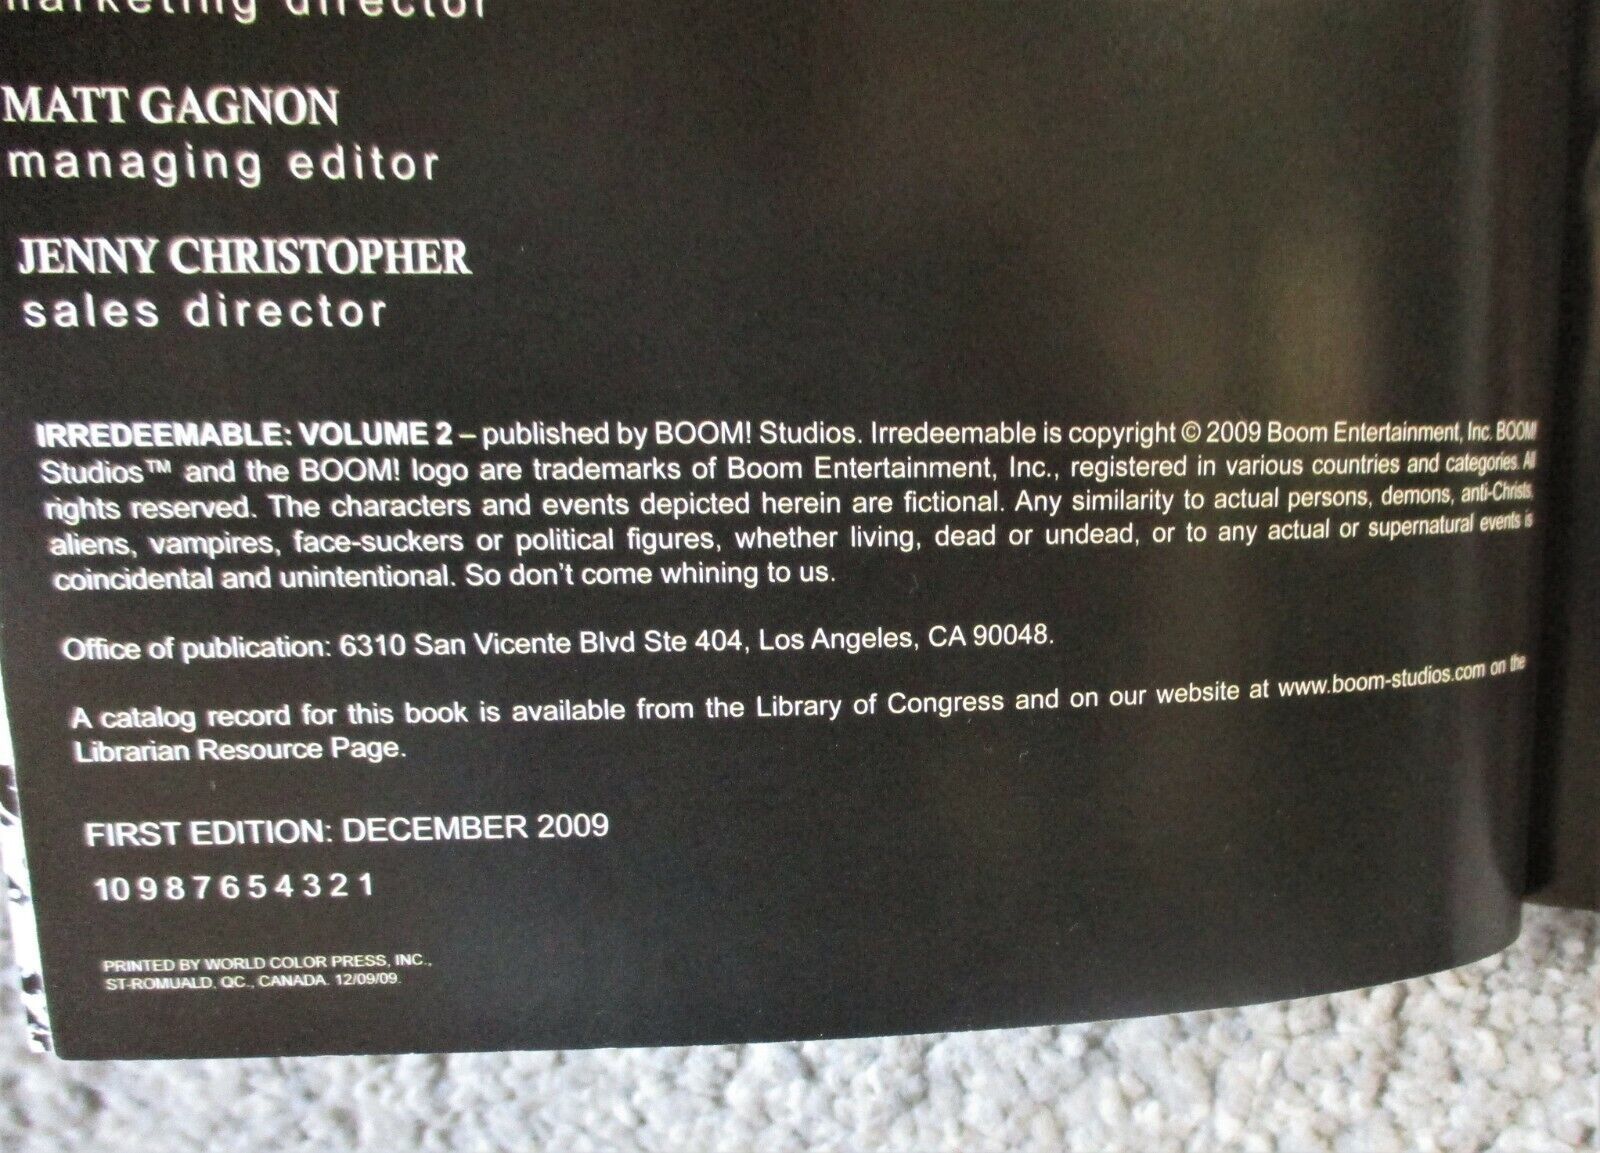 marketing director
MATT GAGNON
managing editor
JENNY CHRISTOPHER
sales director
IRREDEEMABLE: VOLUME 2 – published by BOOM! Studios. Irredeemable is copyright © 2009 Boom Entertainment, Inc. BOOM!
Studios™ and the BOOM! logo are trademarks of Boom Entertainment, Inc., registered in various countries and categories. All
rights reserved. The characters and events depicted herein are fictional. Any similarity to actual persons, demons, anti-Christs,
aliens, vampires, face-suckers or political figures, whether living, dead or undead, or to any actual or supernatural events is
coincidental and unintentional. So don't come whining to us.
Office of publication: 6310 San Vicente Blvd Ste 404, Los Angeles, CA 90048.
A catalog record for this book is available from the Library of Congress and on our website at www.boom-studios.com on the
Librarian Resource Page.
FIRST EDITION: DECEMBER 2009
10 9 8 7 6 5 4 3 2 1
PRINTED BY WORLD COLOR PRESS, INC.,
ST-ROMUALD, QC., CANADA. 12/09/09.